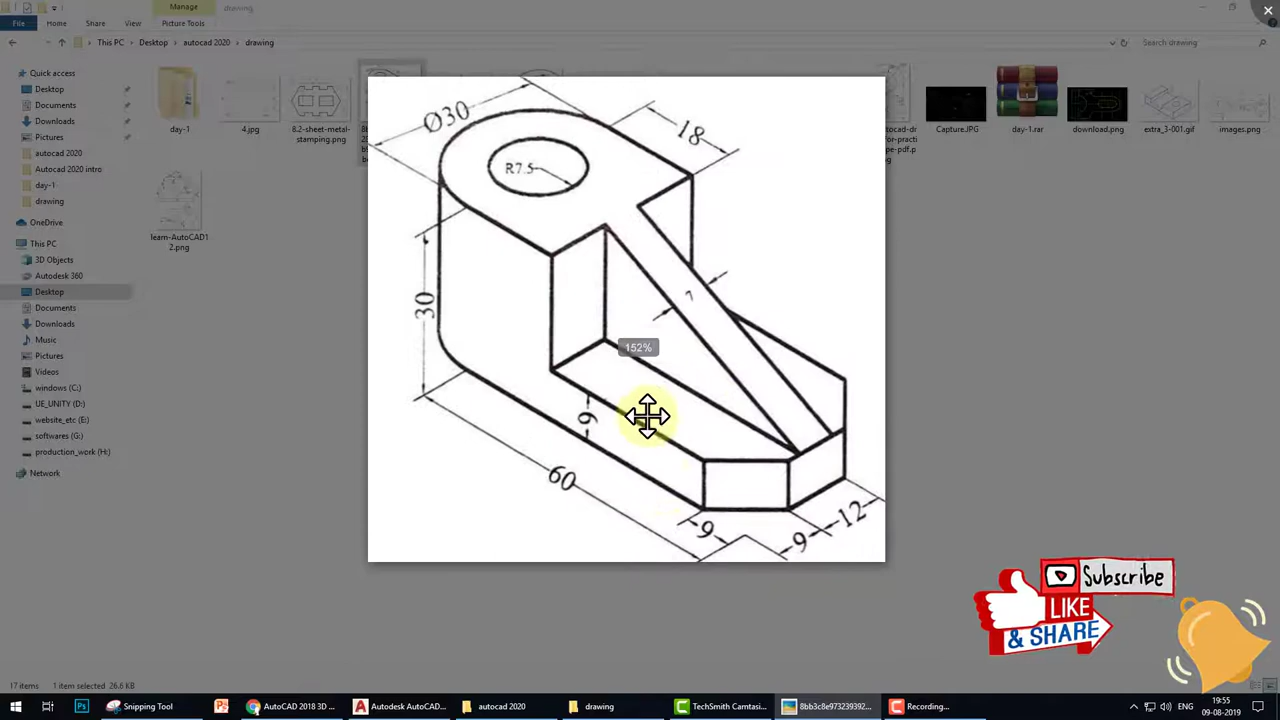 Manage
drawing
File
Home
Share
View
Picture Tools
This PC
Desktop
autocad 2020
drawing
Search drawing
Quick access
Desktop
Documents
Downloads
Pictures
autocad 2020
Autocad intro
day-1
drawing
OneDrive
This PC
3D Objects
Autodesk 360
Desktop
Documents
Downloads
Music
Pictures
Videos
windows (C:)
UE_UNITY (D:)
website_etc (E:)
softwares (G:)
production_work (H:)
Network
day-1
4.jpg
8.2-sheet-metal-stamping.png
Capture.JPG
day-1.rar
download.png
extra_3-001.gif
images.png
learn-AutoCAD12.png
Ø30
18
R7.5
30
7
152%
9
60
9
9
12
Subscribe
LIKE
& SHARE
17 items
1 item selected 26.6 KB
Snipping Tool
AutoCAD 2018 3D ...
Autodesk AutoCAD...
autocad 2020
drawing
TechSmith Camtasi...
8bb3c8e973239392...
Recording...
ENG
19:55
09-08-2019